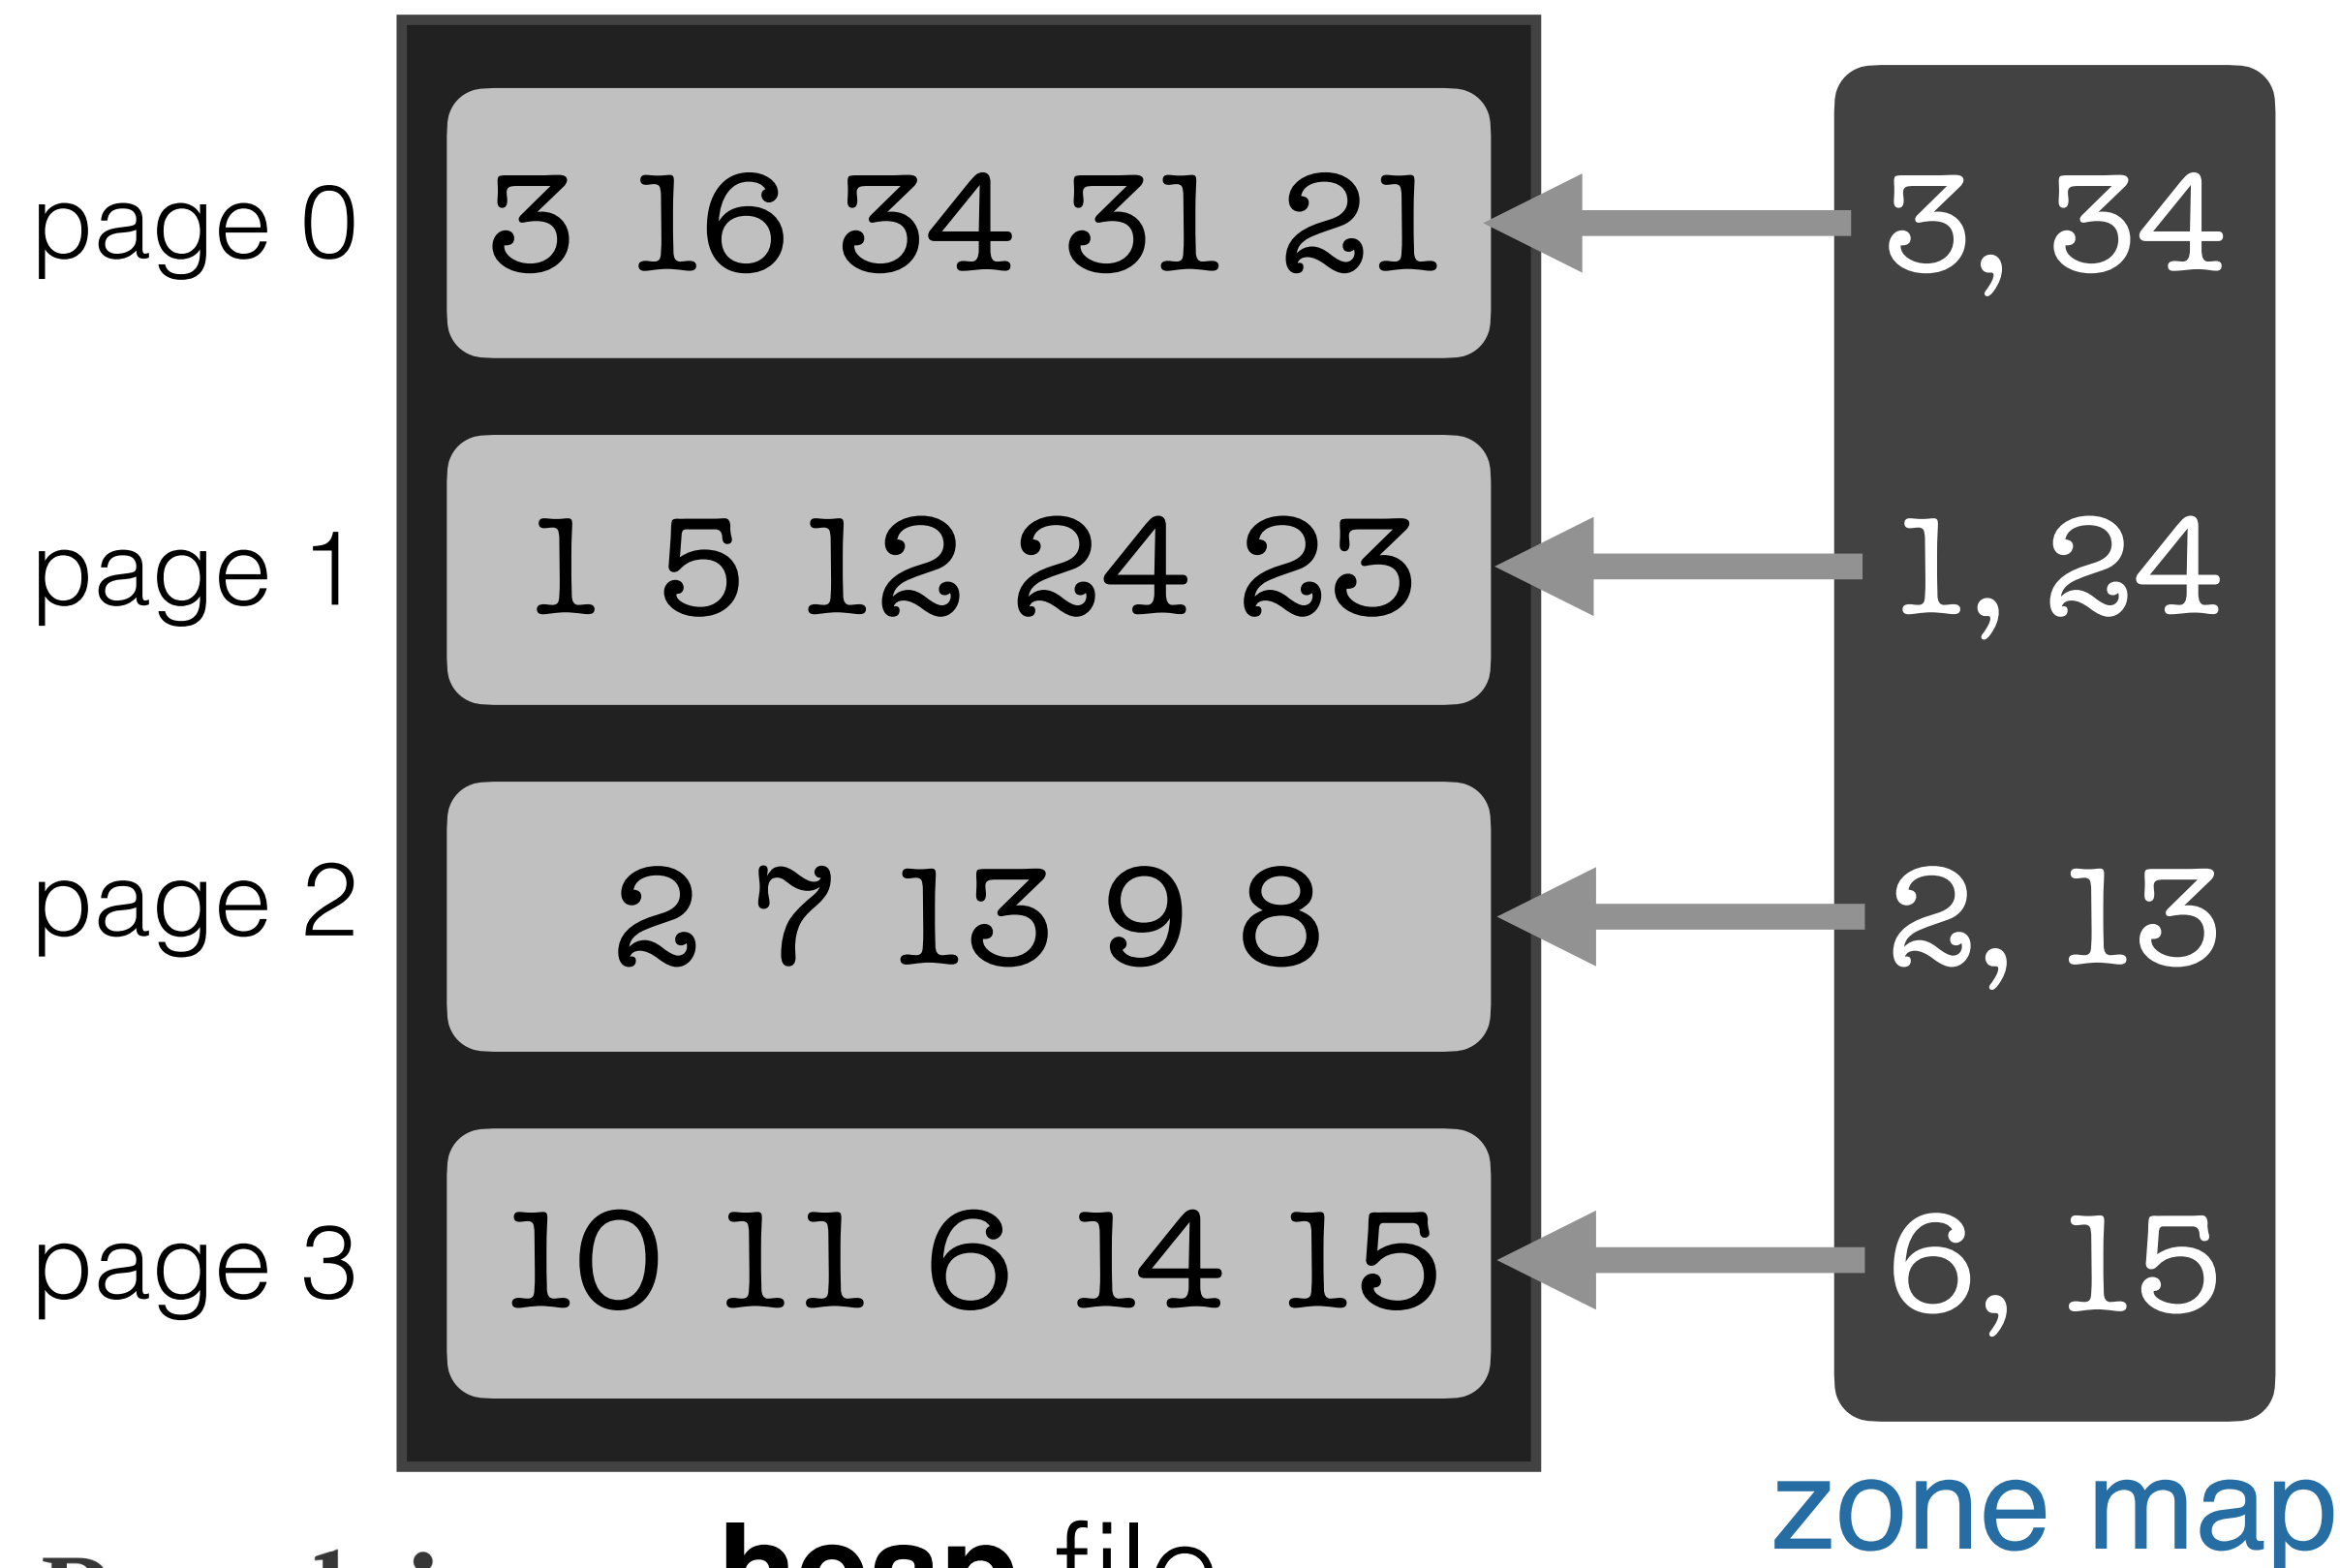 page 0 3 16 34 31 21 3, 34
page 1 1 5 12 24 23 1, 24
page 2 2 7 13 9 8 2, 13
page 3 10 11 6 14 15 6, 15
zone map
heap file